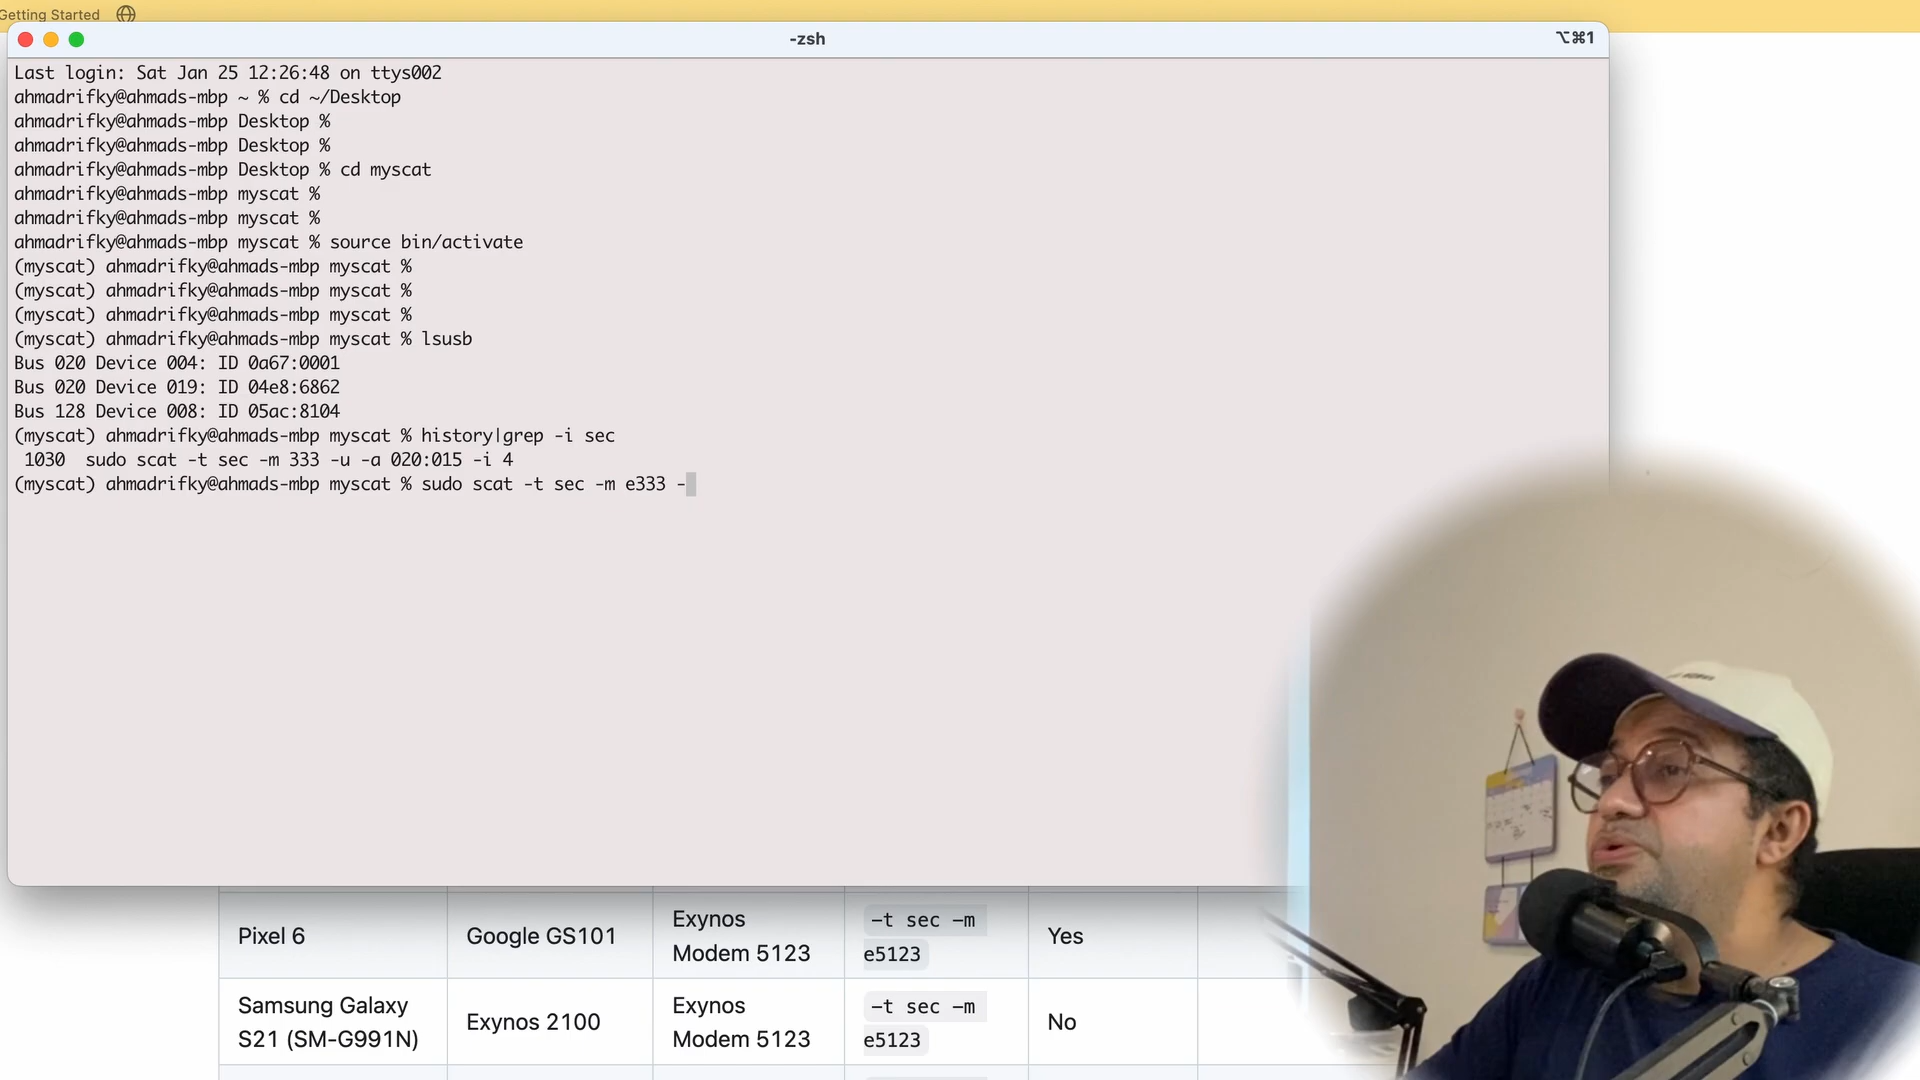 Getting Started
-zsh
⌥⌘1
Last login: Sat Jan 25 12:26:48 on ttys002
ahmadrifky@ahmads-mbp ~ % cd ~/Desktop
ahmadrifky@ahmads-mbp Desktop %
ahmadrifky@ahmads-mbp Desktop %
ahmadrifky@ahmads-mbp Desktop % cd myscat
ahmadrifky@ahmads-mbp myscat %
ahmadrifky@ahmads-mbp myscat %
ahmadrifky@ahmads-mbp myscat % source bin/activate
(myscat) ahmadrifky@ahmads-mbp myscat %
(myscat) ahmadrifky@ahmads-mbp myscat %
(myscat) ahmadrifky@ahmads-mbp myscat %
(myscat) ahmadrifky@ahmads-mbp myscat % lsusb
Bus 020 Device 004: ID 0a67:0001
Bus 020 Device 019: ID 04e8:6862
Bus 128 Device 008: ID 05ac:8104
(myscat) ahmadrifky@ahmads-mbp myscat % history|grep -i sec
1030  sudo scat -t sec -m 333 -u -a 020:015 -i 4
(myscat) ahmadrifky@ahmads-mbp myscat % sudo scat -t sec -m e333 -
Pixel 6
Google GS101
Exynos
Modem 5123
-t sec -m
e5123
Yes
Samsung Galaxy
S21 (SM-G991N)
Exynos 2100
Exynos
Modem 5123
-t sec -m
e5123
No